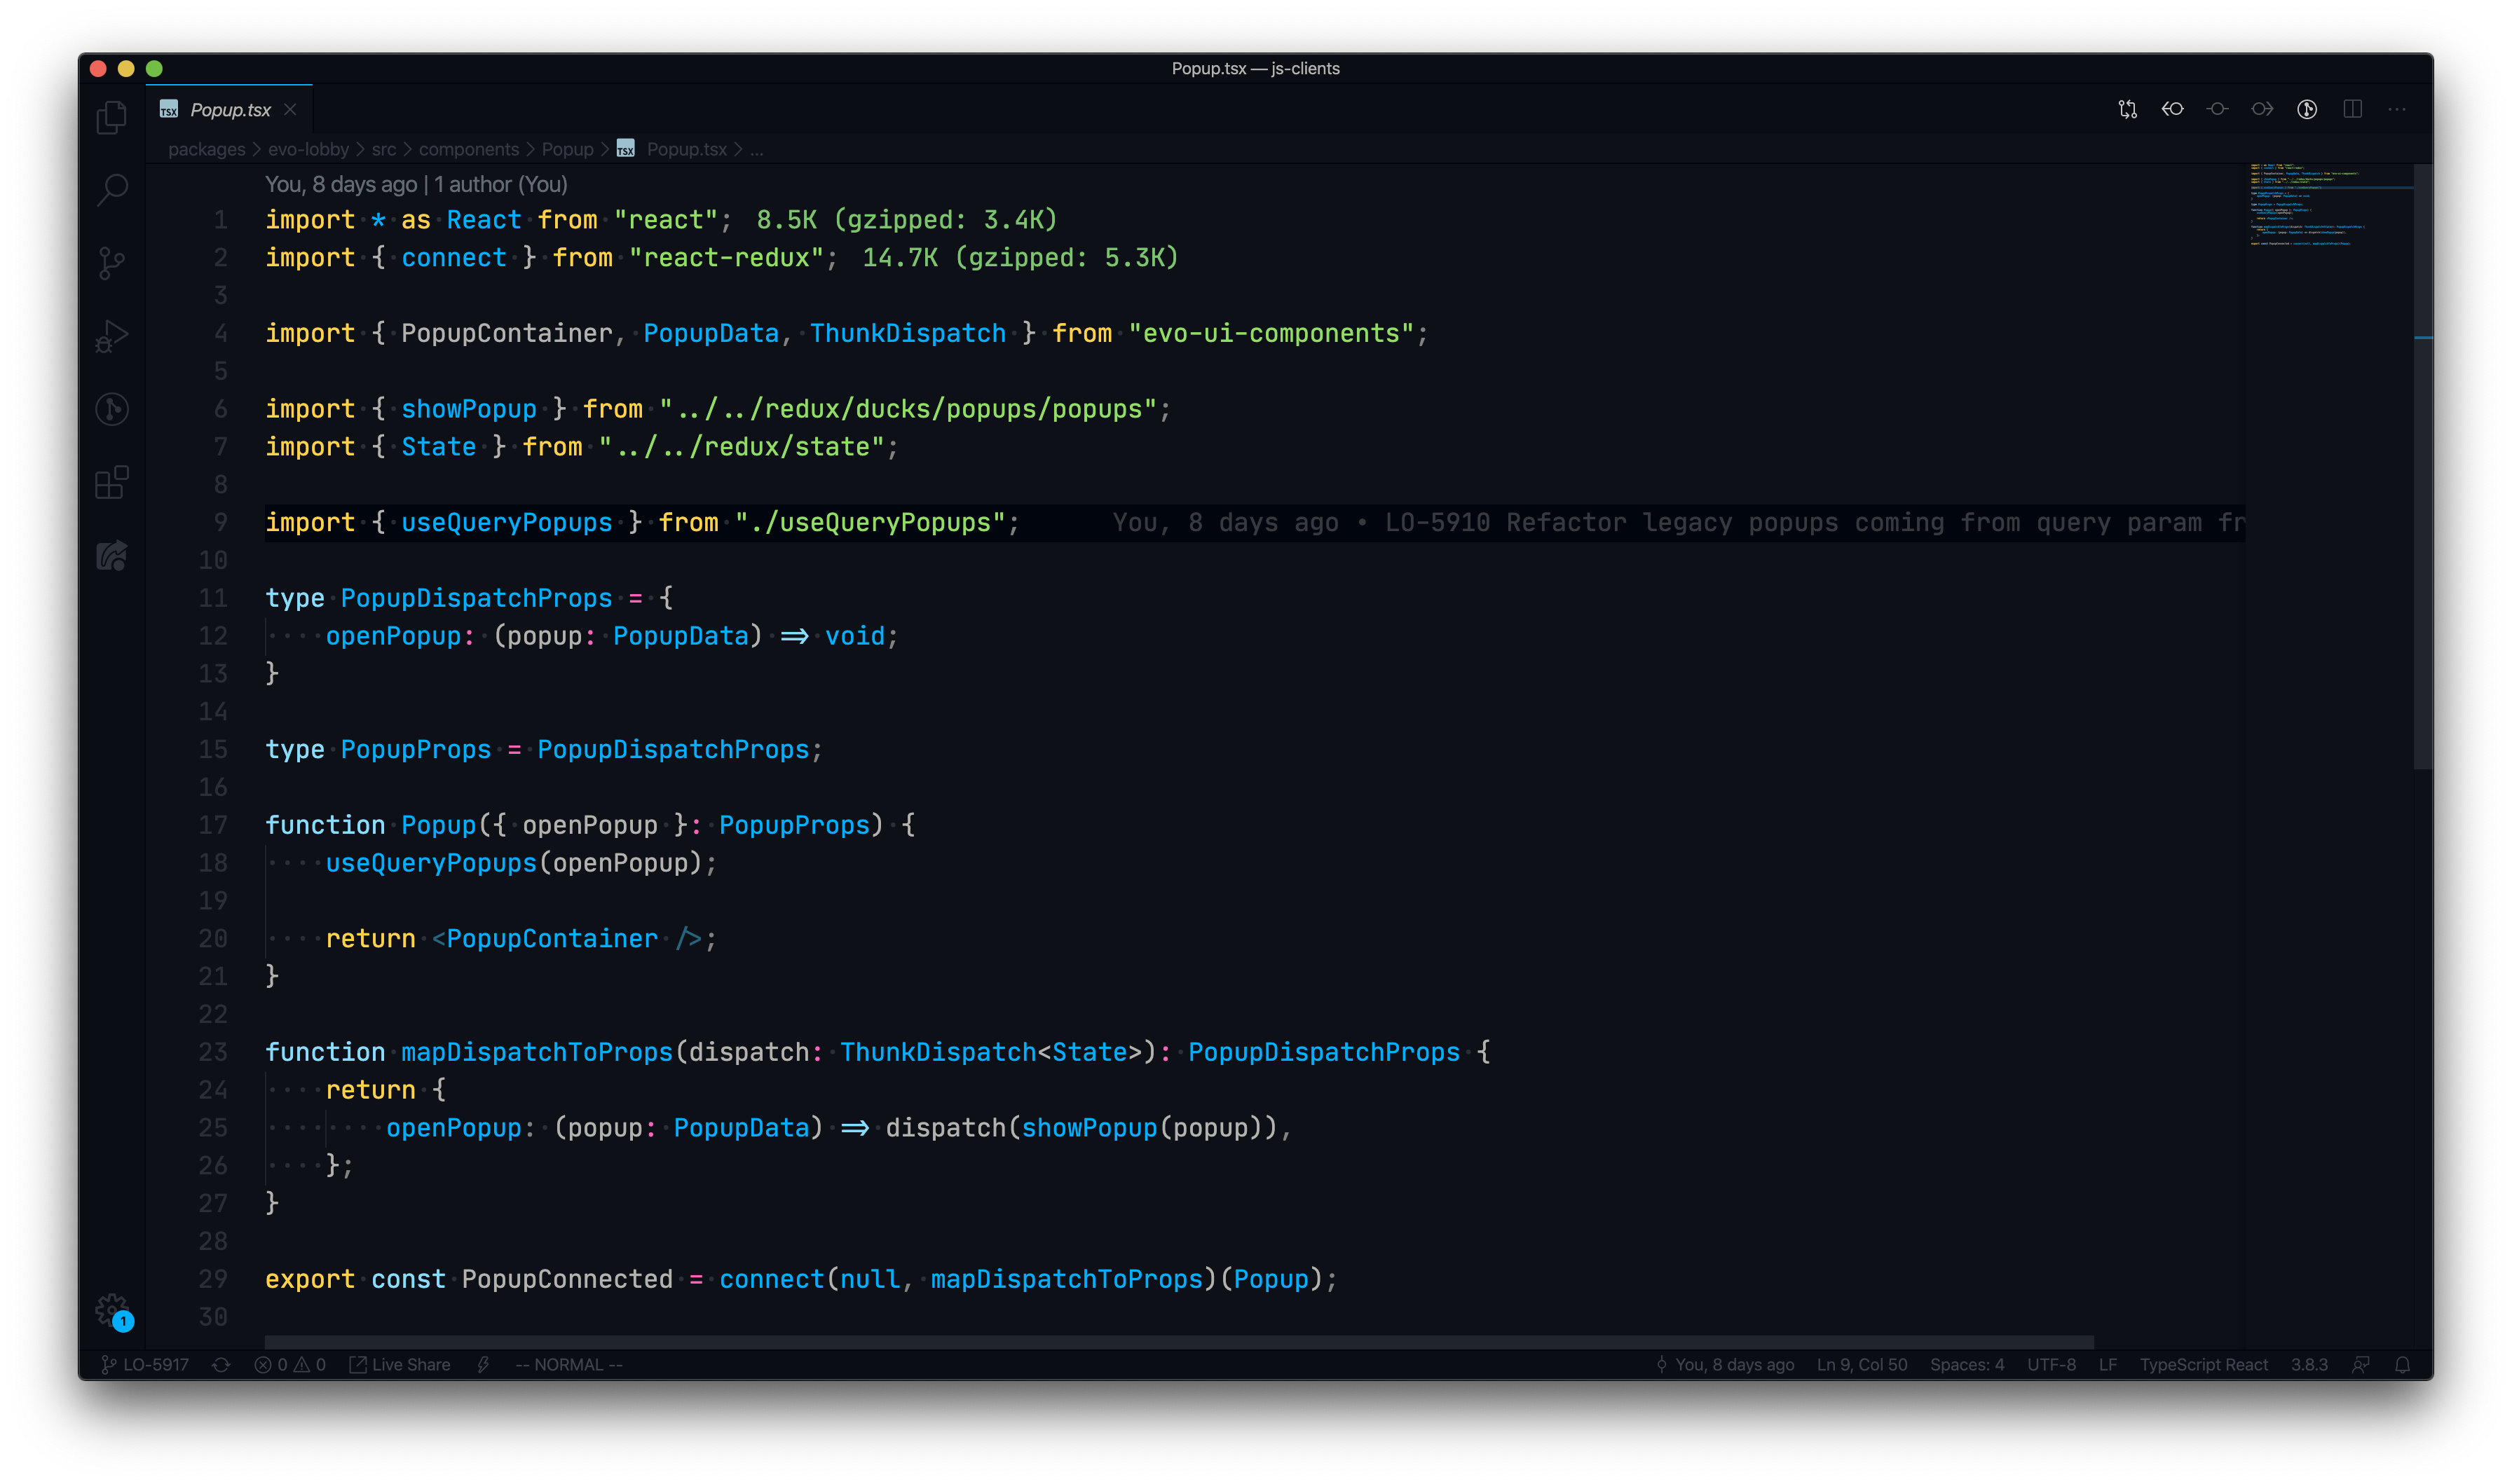 Popup.tsx — js-clients
TSX Popup.tsx
packages > evo-lobby > src > components > Popup > TSX Popup.tsx > ...
You, 8 days ago | 1 author (You)
1 import * as React from "react"; 8.5K (gzipped: 3.4K)
2 import { connect } from "react-redux"; 14.7K (gzipped: 5.3K)
3
4 import { PopupContainer, PopupData, ThunkDispatch } from "evo-ui-components";
5
6 import { showPopup } from "../../redux/ducks/popups/popups";
7 import { State } from "../../redux/state";
8
9 import { useQueryPopups } from "./useQueryPopups"; You, 8 days ago • LO-5910 Refactor legacy popups coming from query param fr
10
11 type PopupDispatchProps = {
12     openPopup: (popup: PopupData) => void;
13 }
14
15 type PopupProps = PopupDispatchProps;
16
17 function Popup({ openPopup }: PopupProps) {
18     useQueryPopups(openPopup);
19
20     return <PopupContainer />;
21 }
22
23 function mapDispatchToProps(dispatch: ThunkDispatch<State>): PopupDispatchProps {
24     return {
25         openPopup: (popup: PopupData) => dispatch(showPopup(popup)),
26     };
27 }
28
29 export const PopupConnected = connect(null, mapDispatchToProps)(Popup);
30
1
LO-5917 0 0 Live Share -- NORMAL -- You, 8 days ago Ln 9, Col 50 Spaces: 4 UTF-8 LF TypeScript React 3.8.3